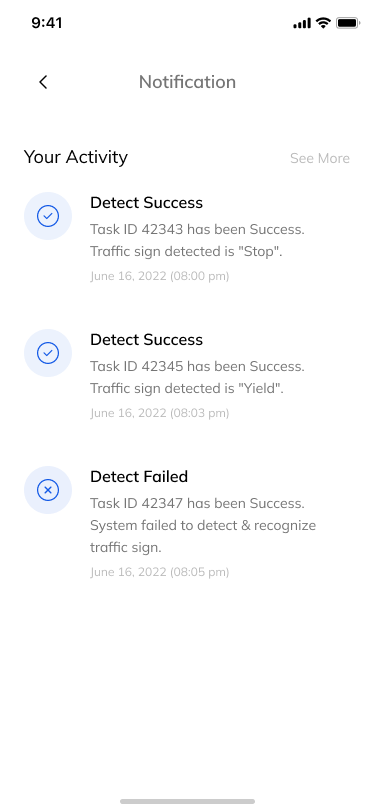 9:41
Notification
Your Activity
See More
Detect Success
Task ID 42343 has been Success.
Traffic sign detected is "Stop".
June 16, 2022 (08:00 pm)
Detect Success
Task ID 42345 has been Success.
Traffic sign detected is "Yield".
June 16, 2022 (08:03 pm)
Detect Failed
Task ID 42347 has been Success.
System failed to detect & recognize
traffic sign.
June 16, 2022 (08:05 pm)